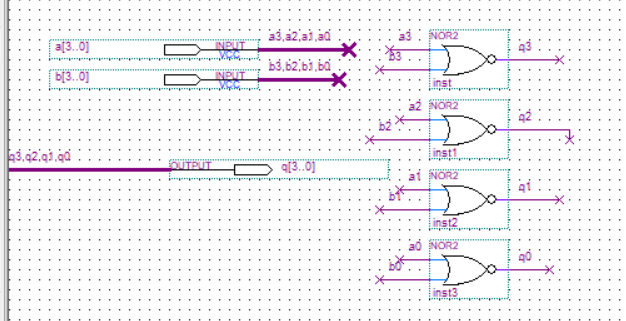 a[3..0]
INPUT
VCC
a3,a2,a1,a0
b[3..0]
INPUT
VCC
b3,b2,b1,b0
q3,q2,q1,q0
OUTPUT
q[3..0]
a3
b3
NOR2
inst
q3
a2
b2
NOR2
inst1
q2
a1
b1
NOR2
inst2
q1
a0
b0
NOR2
inst3
q0